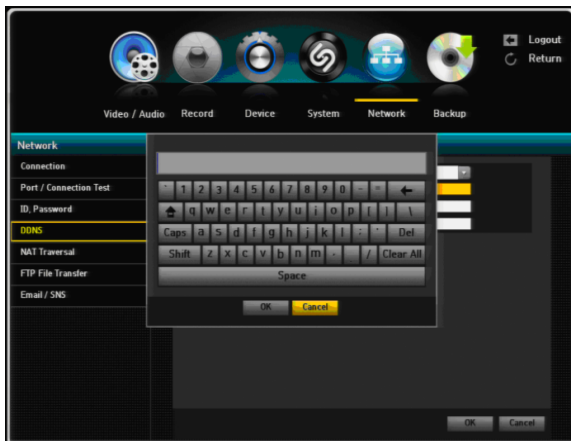 Logout
Return
Video / Audio Record Device System Network Backup
Network
Connection
Port / Connection Test
ID, Password
DDNS
NAT Traversal
FTP File Transfer
Email / SNS
1 2 3 4 5 6 7 8 9 0 - =
q w e r t y u i o p [ ] \
Caps a s d f g h j k l ; ' Del
Shift z x c v b n m . / Clear All
Space
OK Cancel
OK Cancel